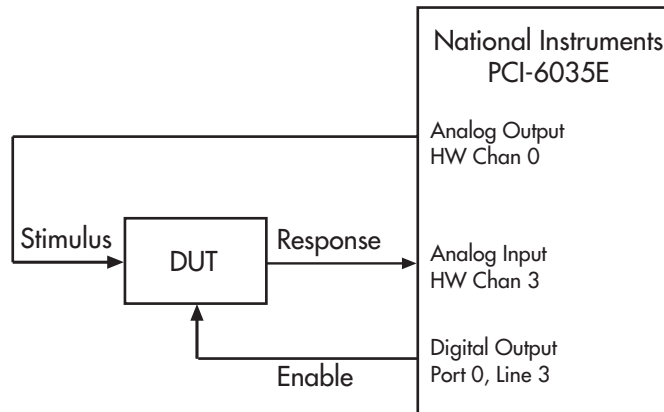 National Instruments
PCI-6035E
Analog Output
HW Chan 0
Stimulus
DUT
Response
Analog Input
HW Chan 3
Enable
Digital Output
Port 0, Line 3